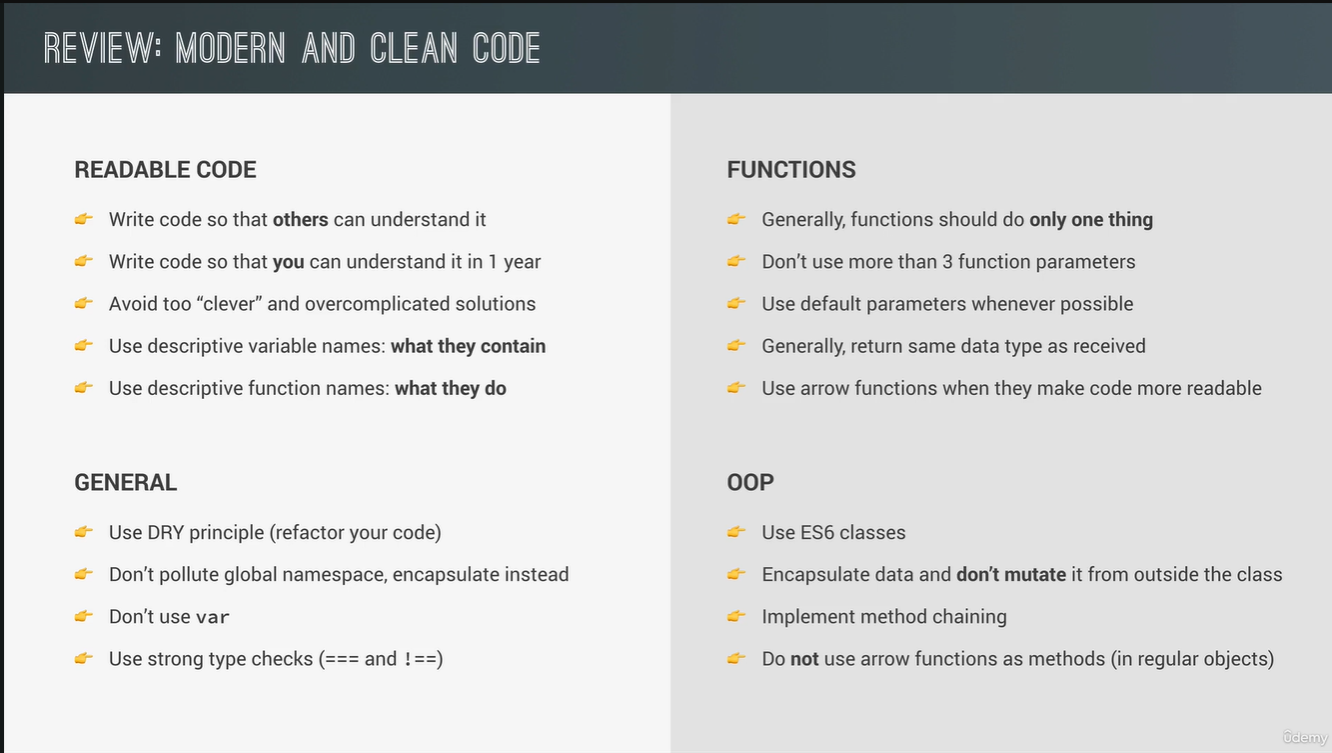 REVIEW: MODERN AND CLEAN CODE
READABLE CODE
👉 Write code so that others can understand it
👉 Write code so that you can understand it in 1 year
👉 Avoid too “clever” and overcomplicated solutions
👉 Use descriptive variable names: what they contain
👉 Use descriptive function names: what they do
GENERAL
👉 Use DRY principle (refactor your code)
👉 Don’t pollute global namespace, encapsulate instead
👉 Don’t use var
👉 Use strong type checks (=== and !==)
FUNCTIONS
👉 Generally, functions should do only one thing
👉 Don’t use more than 3 function parameters
👉 Use default parameters whenever possible
👉 Generally, return same data type as received
👉 Use arrow functions when they make code more readable
OOP
👉 Use ES6 classes
👉 Encapsulate data and don’t mutate it from outside the class
👉 Implement method chaining
👉 Do not use arrow functions as methods (in regular objects)
ûdemy